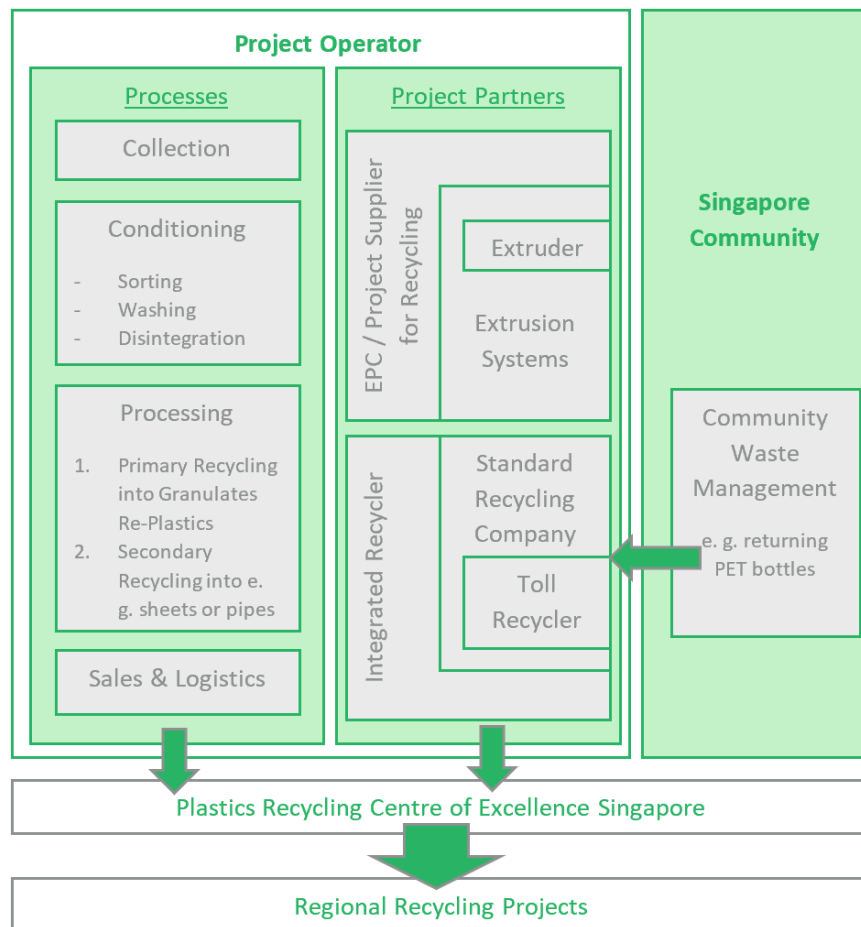 Project Operator
Processes
Collection
Conditioning
- Sorting
- Washing
- Disintegration
Processing
1. Primary Recycling
into Granulates
Re-Plastics
2. Secondary
Recycling into e.
g. sheets or pipes
Sales & Logistics
Project Partners
EPC / Project Supplier
for Recycling
Extruder
Extrusion
Systems
Integrated Recycler
Standard
Recycling
Company
Toll
Recycler
Singapore
Community
Community
Waste
Management
e. g. returning
PET bottles
Plastics Recycling Centre of Excellence Singapore
Regional Recycling Projects